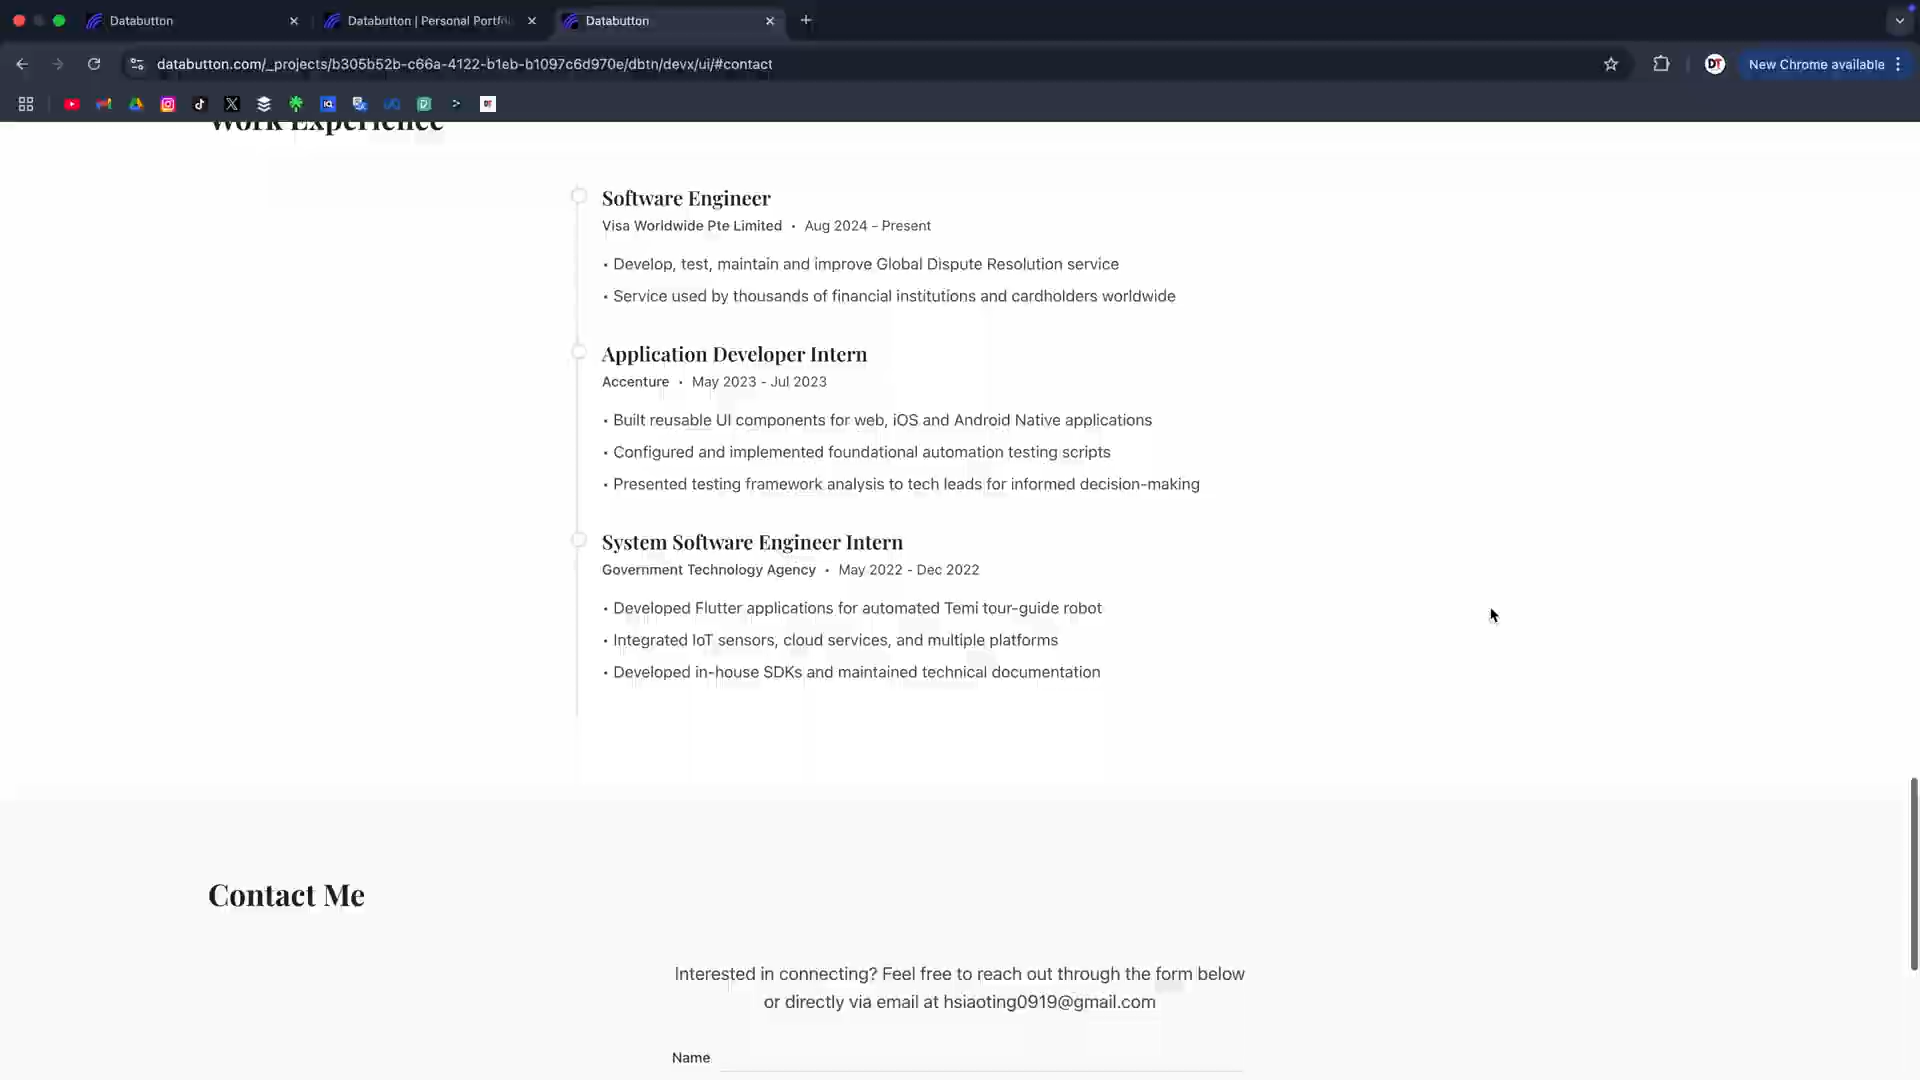 Databutton
Databutton | Personal Portfo
Databutton
databutton.com/_projects/b305b52b-c66a-4122-b1eb-b1097c6d970e/dbtn/devx/ui/#contact
DT
New Chrome available
IQ
DT
Work Experience
Software Engineer
Visa Worldwide Pte Limited • Aug 2024 - Present
• Develop, test, maintain and improve Global Dispute Resolution service
• Service used by thousands of financial institutions and cardholders worldwide
Application Developer Intern
Accenture • May 2023 - Jul 2023
• Built reusable UI components for web, iOS and Android Native applications
• Configured and implemented foundational automation testing scripts
• Presented testing framework analysis to tech leads for informed decision-making
System Software Engineer Intern
Government Technology Agency • May 2022 - Dec 2022
• Developed Flutter applications for automated Temi tour-guide robot
• Integrated IoT sensors, cloud services, and multiple platforms
• Developed in-house SDKs and maintained technical documentation
Contact Me
Interested in connecting? Feel free to reach out through the form below
or directly via email at hsiaoting0919@gmail.com
Name